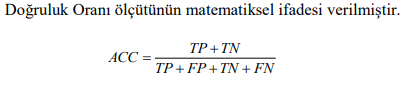 Doğruluk Oranı ölçütünün matematiksel ifadesi verilmiştir.
ACC = (TP + TN) / (TP + FP + TN + FN)